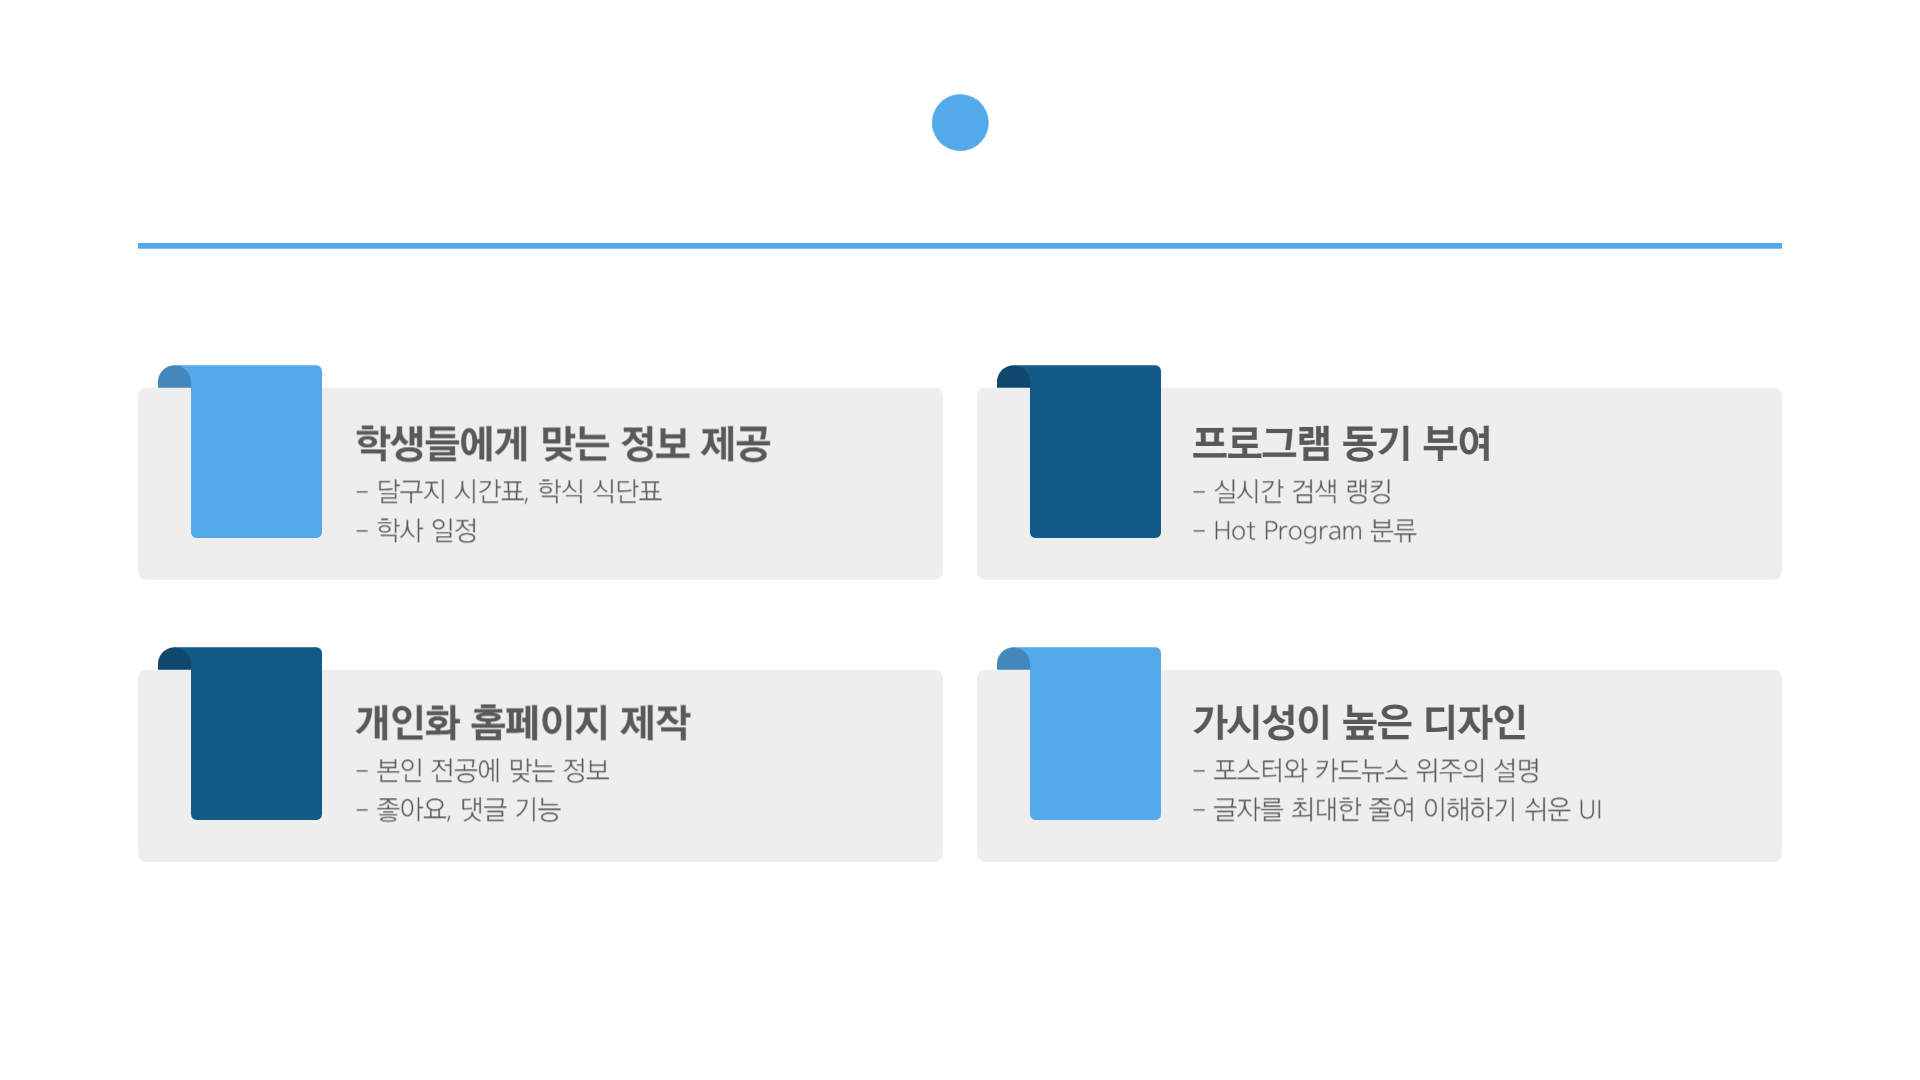 학생들에게 맞는 정보 제공
- 달구지 시간표, 학식 식단표
- 학사 일정
프로그램 동기 부여
- 실시간 검색 랭킹
- Hot Program 분류
개인화 홈페이지 제작
- 본인 전공에 맞는 정보
- 좋아요, 댓글 기능
가시성이 높은 디자인
- 포스터와 카드뉴스 위주의 설명
- 글자를 최대한 줄여 이해하기 쉬운 UI